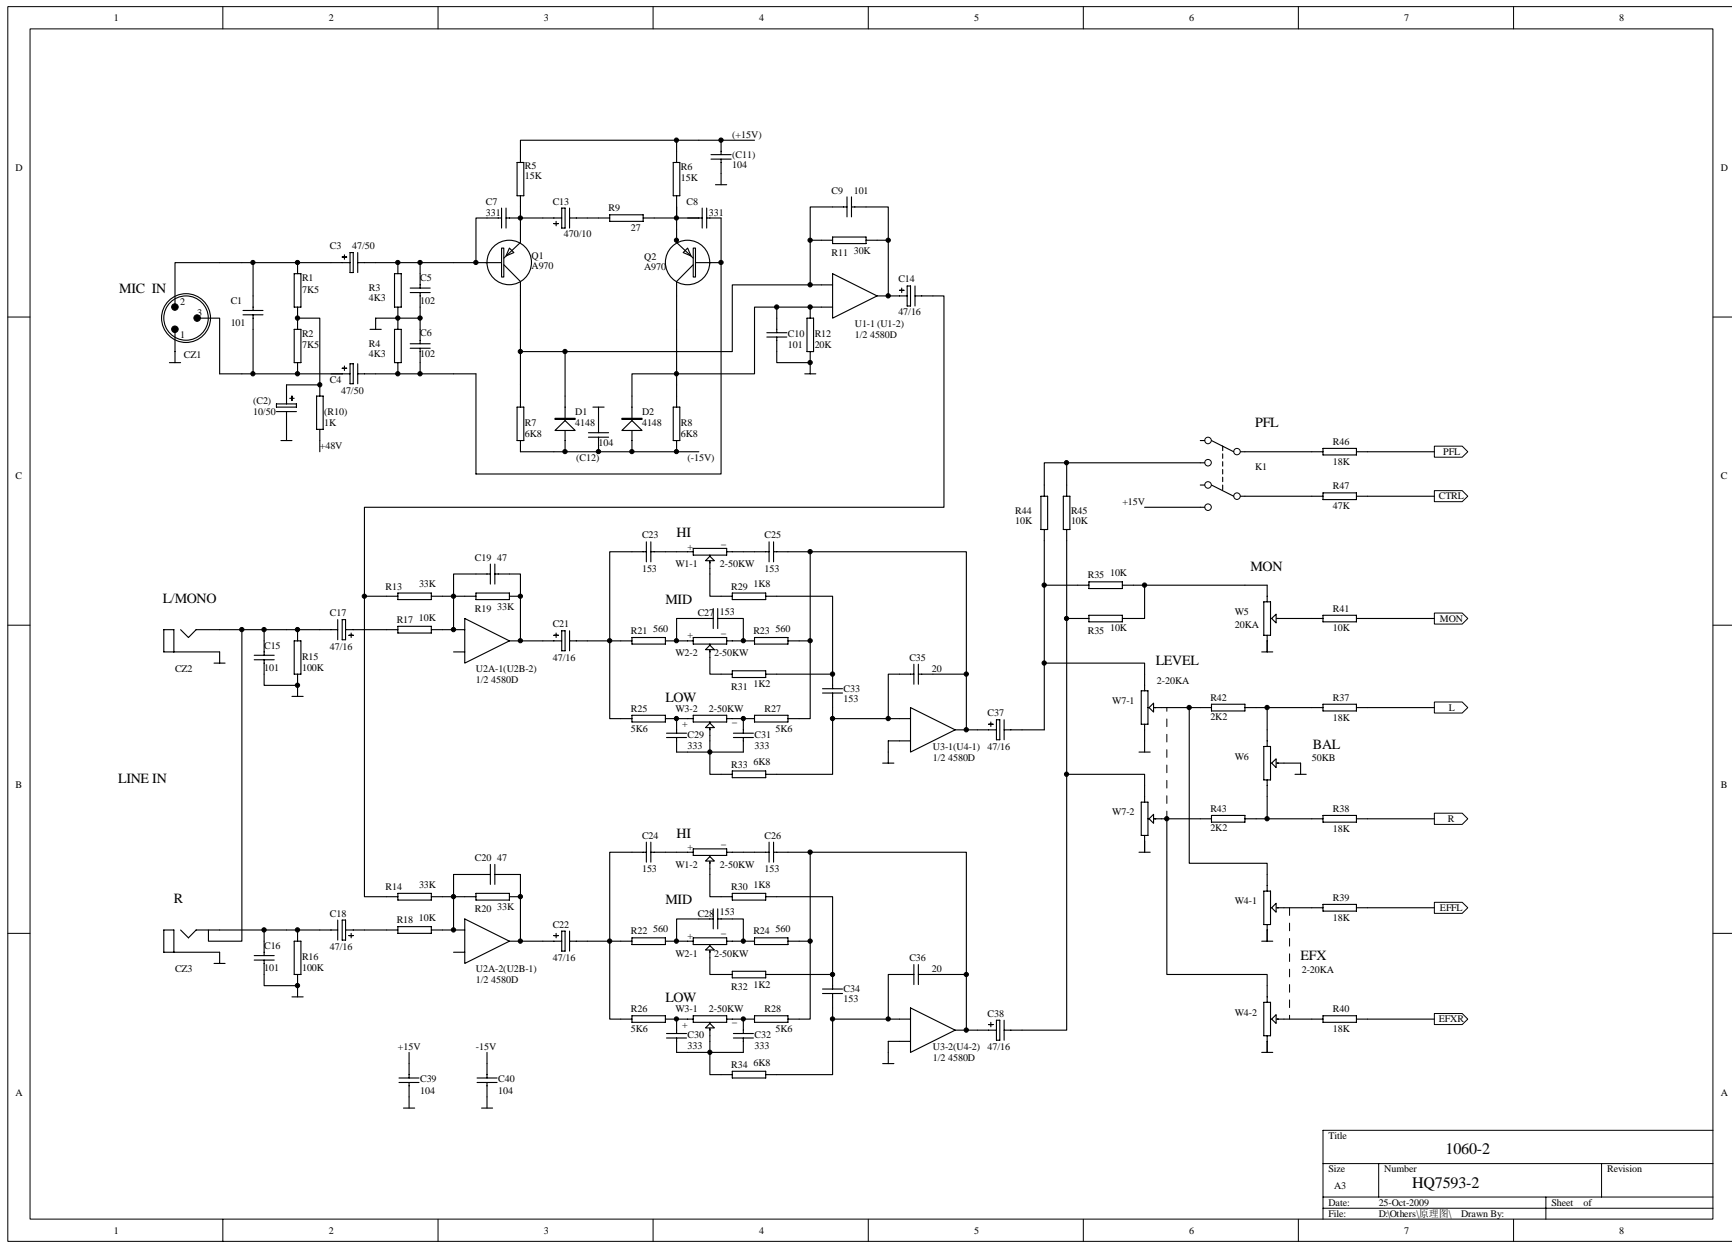 1 2 3 4 5 6 7 8
D
D
C
C
B
B
A
A
(+15V)
(C11)
104
R5
15K
R6
15K
C7
331
C13
470/10
R9
27
C8
331
C9 101
R11 30K
Q1
A970
Q2
A970
C14
47/16
U1-1 (U1-2)
1/2 4580D
C10
101
R12
20K
MIC IN
2
3
1
CZ1
C1
101
R1
7K5
R2
7K5
C3 47/50
C4
47/50
R3
4K3
R4
4K3
C5
102
C6
102
(C2)
10/50
(R10)
1K
+48V
R7
6K8
D1
4148
104
(C12)
D2
4148
R8
6K8
(-15V)
PFL
K1
+15V
R46
18K
PFL
R47
47K
CTRL
R44
10K
R45
10K
L/MONO
CZ2
C15
101
R15
100K
C17
47/16
R13 33K
R17 10K
C19 47
R19 33K
U2A-1(U2B-2)
1/2 4580D
C21
47/16
HI
C23
153
W1-1 2-50KW
C25
153
R29 1K8
MID
C27 153
R21 560
W2-2 2-50KW
R23 560
R31 1K2
C33
153
LOW
R25
5K6
W3-2 2-50KW
R27
5K6
C29
333
C31
333
R33 6K8
C35
20
U3-1(U4-1)
1/2 4580D
C37
47/16
MON
R35 10K
R35
10K
W5
20KA
R41
10K
MON
LEVEL
2-20KA
W7-1
R42
2K2
R37
18K
L
W6
BAL
50KB
W7-2
R43
2K2
R38
18K
R
LINE IN
R
CZ3
C16
101
R16
100K
C18
47/16
R14 33K
R18 10K
C20 47
R20 33K
U2A-2(U2B-1)
1/2 4580D
C22
47/16
HI
C24
153
W1-2 2-50KW
C26
153
R30 1K8
MID
C28 153
R22 560
W2-1 2-50KW
R24 560
R32 1K2
C34
153
LOW
R26
5K6
W3-1 2-50KW
R28
5K6
C30
333
C32
333
R34 6K8
C36
20
U3-2(U4-2)
1/2 4580D
C38
47/16
W4-1
R39
18K
EFFL
EFX
2-20KA
W4-2
R40
18K
EFXR
+15V
C39
104
-15V
C40
104
Title
1060-2
Size Number Revision
A3 HQ7593-2
Date: 25-Oct-2009 Sheet of
File: D:\Others\原理图\ Drawn By:
1 2 3 4 5 6 7 8